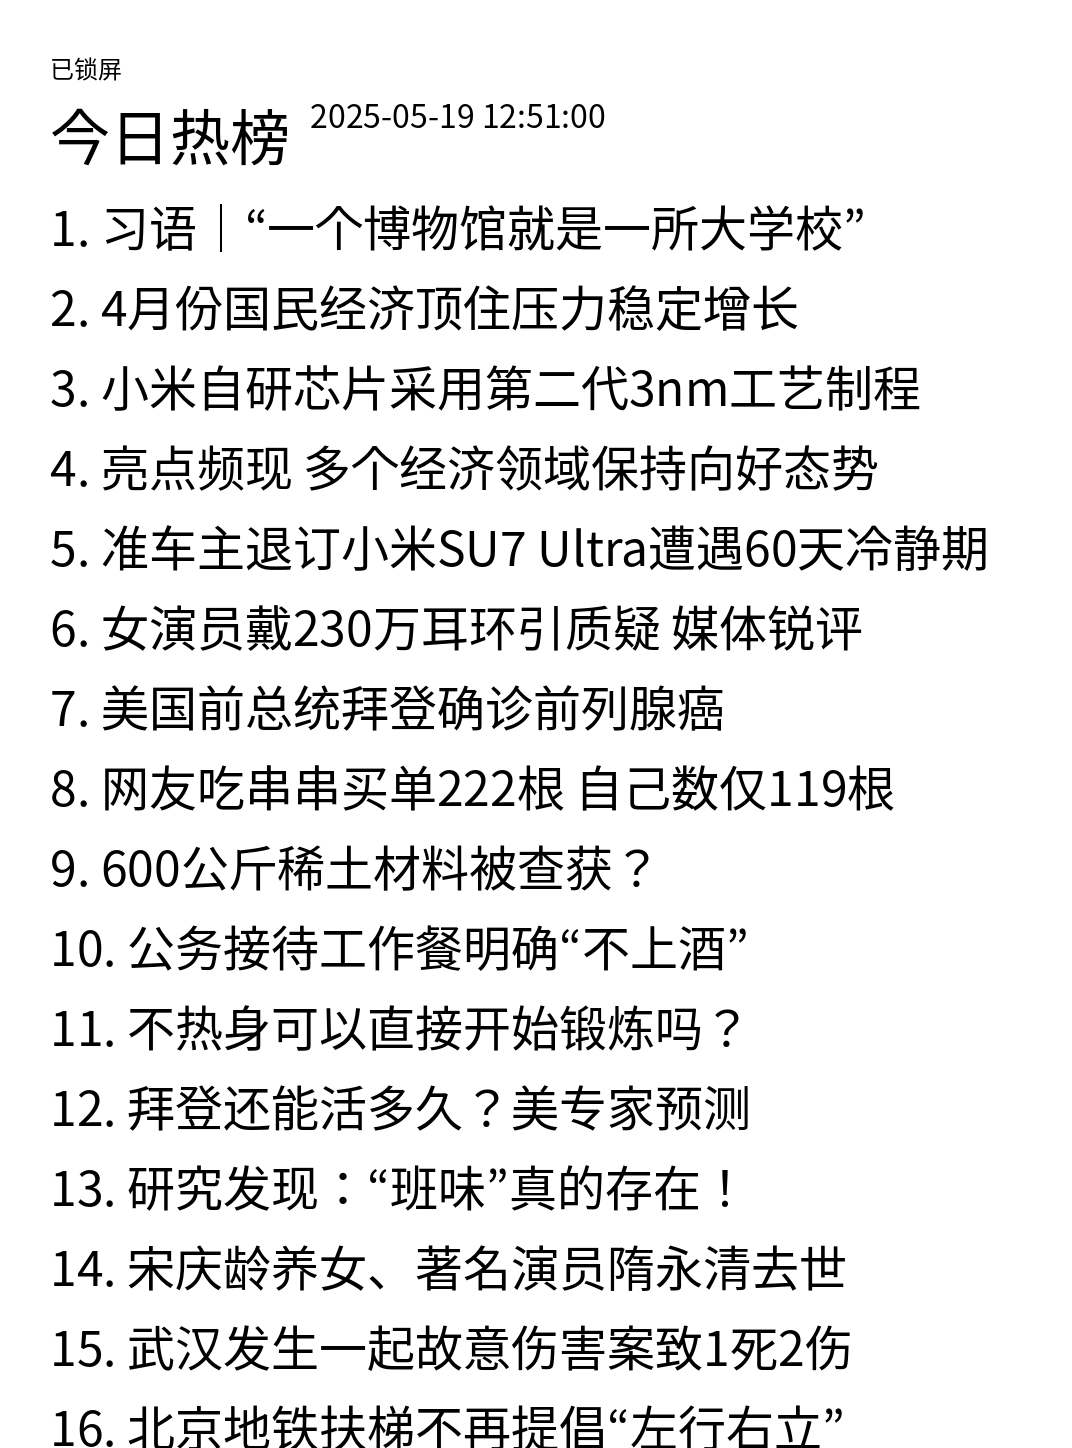 已锁屏
今日热榜 2025-05-19 12:51:00
1. 习语｜“一个博物馆就是一所大学校”
2. 4月份国民经济顶住压力稳定增长
3. 小米自研芯片采用第二代3nm工艺制程
4. 亮点频现 多个经济领域保持向好态势
5. 准车主退订小米SU7 Ultra遭遇60天冷静期
6. 女演员戴230万耳环引质疑 媒体锐评
7. 美国前总统拜登确诊前列腺癌
8. 网友吃串串买单222根 自己数仅119根
9. 600公斤稀土材料被查获？
10. 公务接待工作餐明确“不上酒”
11. 不热身可以直接开始锻炼吗？
12. 拜登还能活多久？美专家预测
13. 研究发现：“班味”真的存在！
14. 宋庆龄养女、著名演员隋永清去世
15. 武汉发生一起故意伤害案致1死2伤
16. 北京地铁扶梯不再提倡“左行右立”